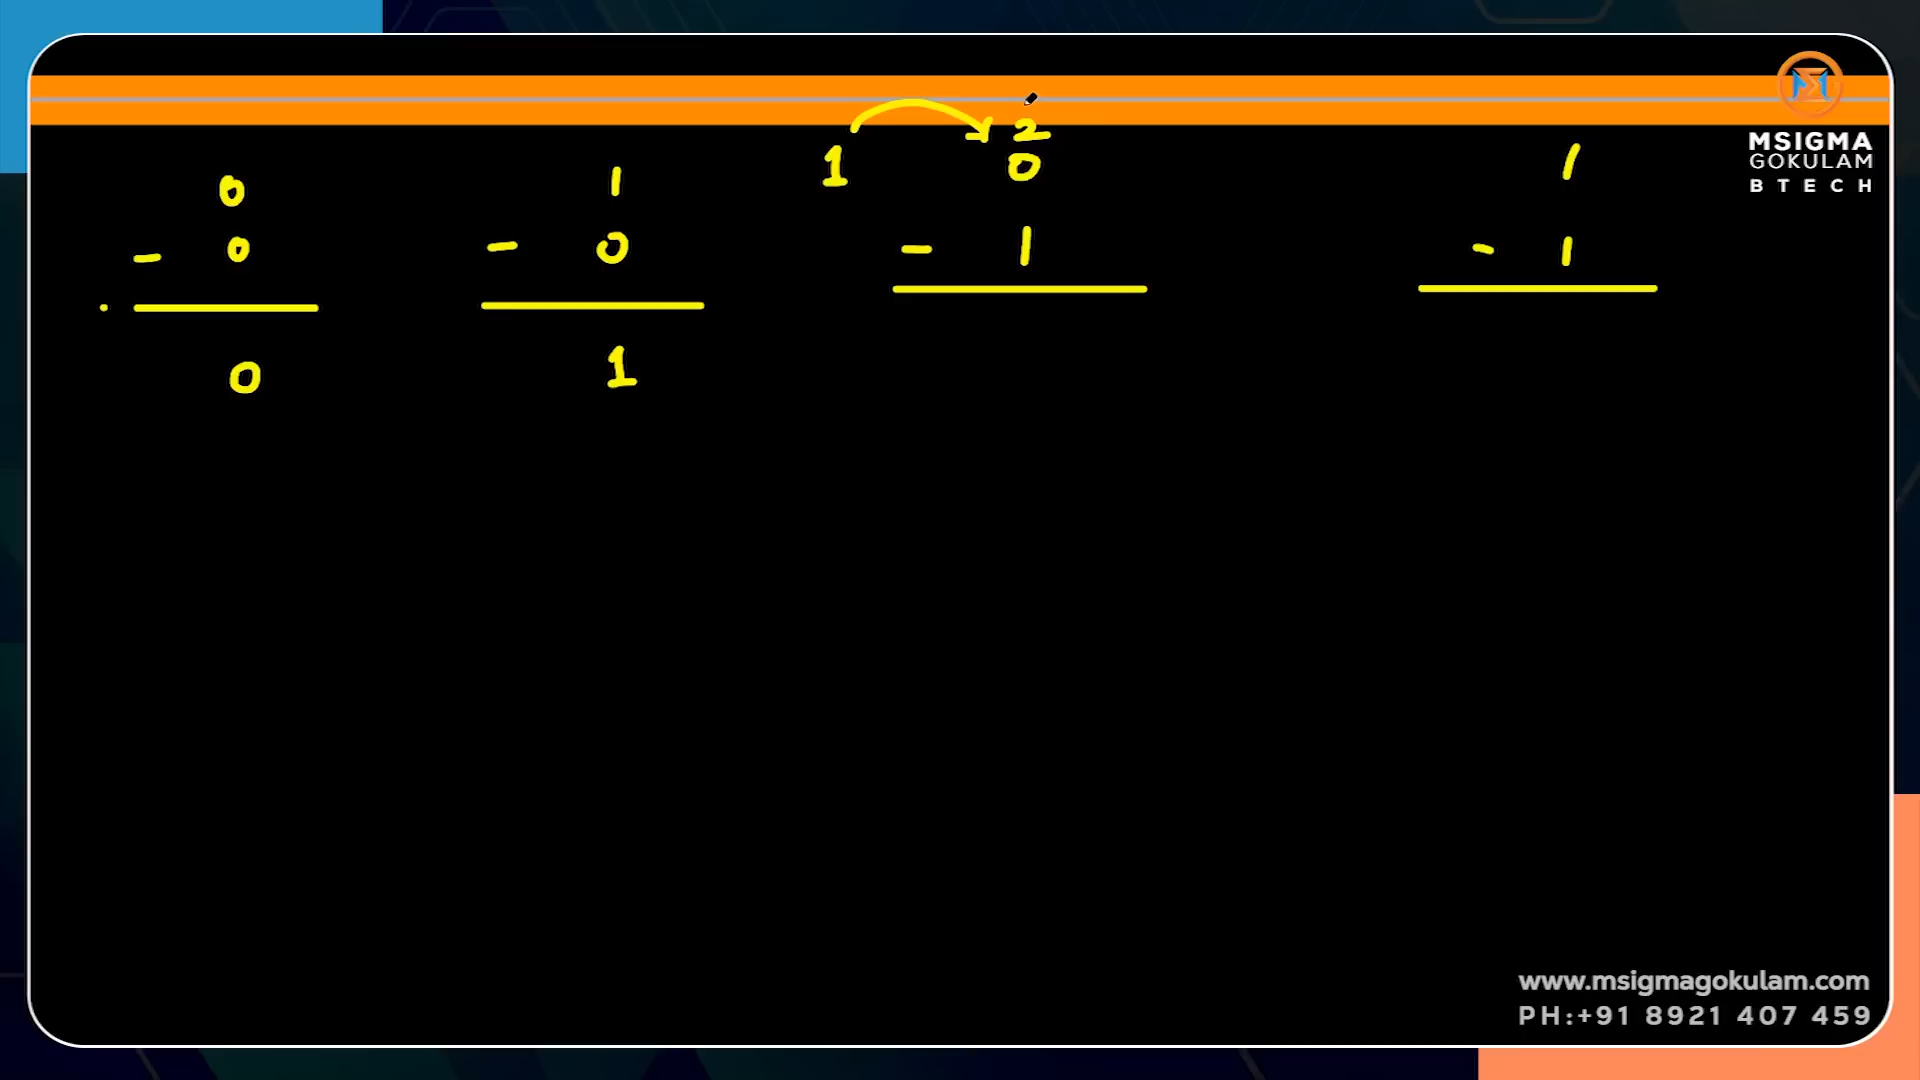 2
0 1 1 0 1
- 0 - 0 - 1 - 1
0 1
MSIGMA
GOKULAM
BTECH
www.msigmagokulam.com
PH:+91 8921 407 459